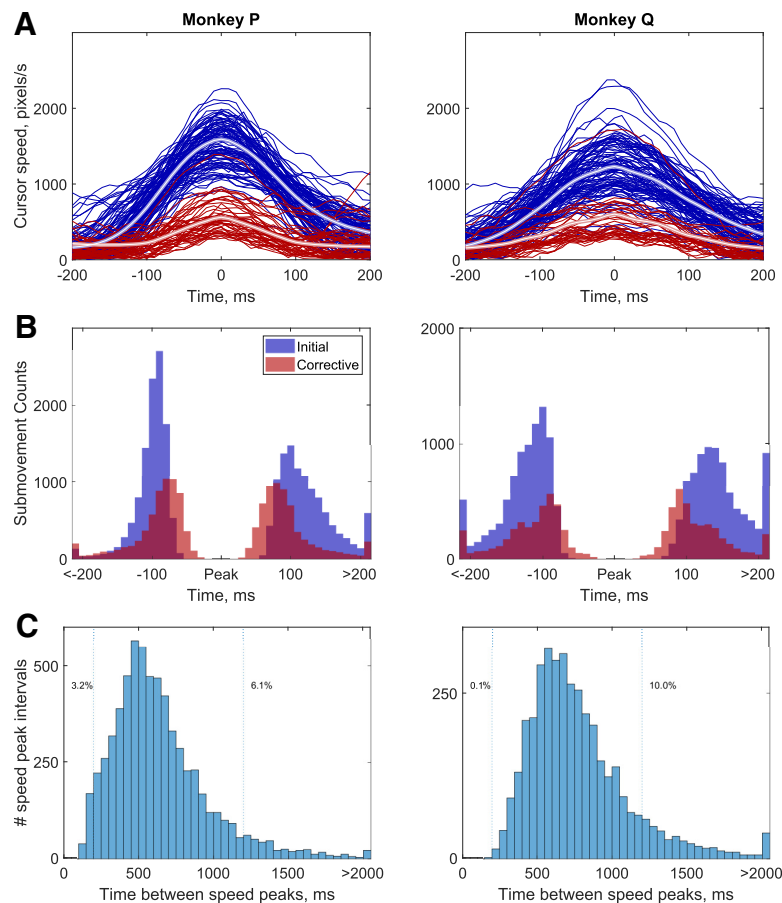 A
Monkey P
Monkey Q
Cursor speed, pixels/s
2000
1000
0
-200 -100 0 100 200
Time, ms
2000
1000
0
-200 -100 0 100 200
Time, ms
B
Initial
Corrective
Submovement Counts
2000
1000
0
<-200 -100 Peak 100 >200
Time, ms
2000
1000
0
<-200 -100 Peak 100 >200
Time, ms
C
# speed peak intervals
500
250
0
3.2%
6.1%
0 500 1000 1500 >2000
Time between speed peaks, ms
250
0
0.1%
10.0%
0 500 1000 1500 >2000
Time between speed peaks, ms